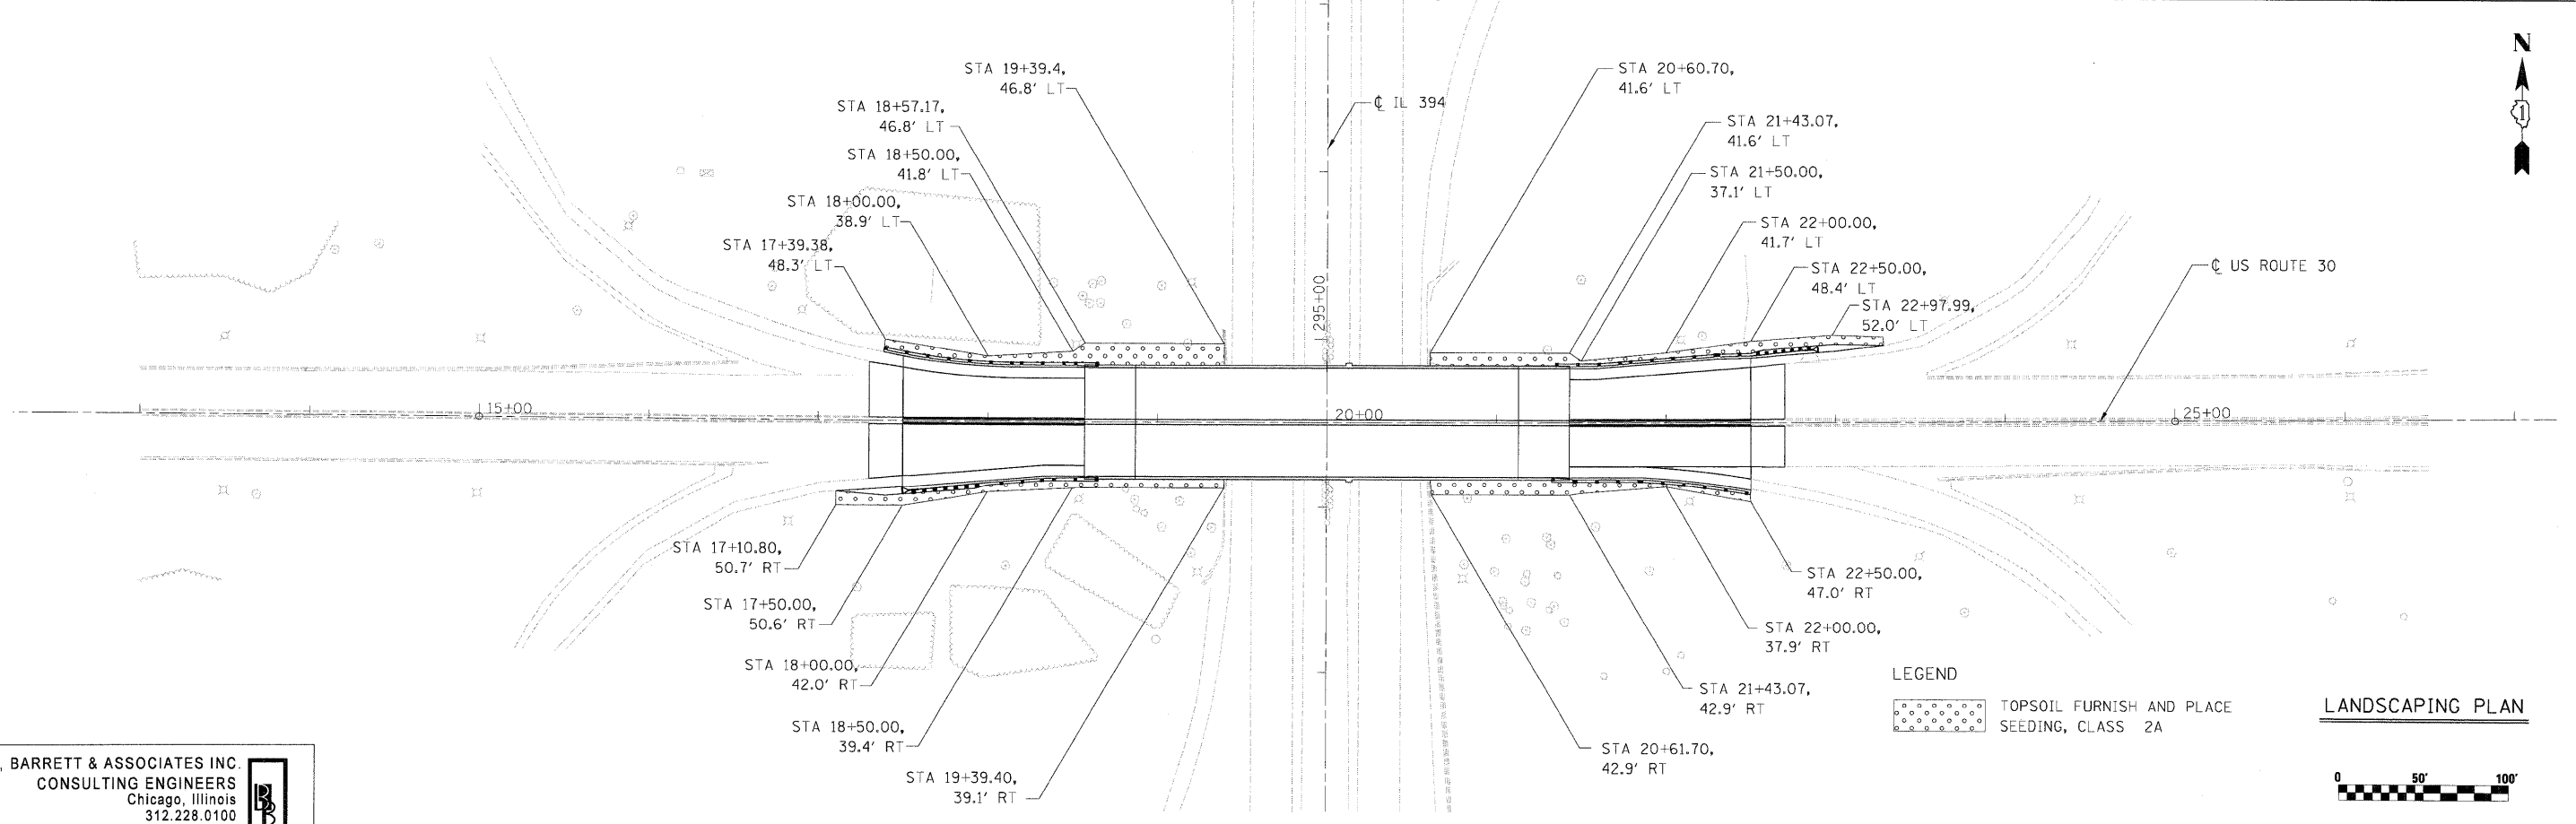 N
1
STA 19+39.4,
46.8' LT
STA 18+57.17,
46.8' LT
STA 18+50.00,
41.8' LT
STA 18+00.00,
38.9' LT
STA 17+39.38,
48.3' LT
℄ IL 394
295+00
STA 20+60.70,
41.6' LT
STA 21+43.07,
41.6' LT
STA 21+50.00,
37.1' LT
STA 22+00.00,
41.7' LT
STA 22+50.00,
48.4' LT
STA 22+97.99,
52.0' LT
℄ US ROUTE 30
15+00
20+00
25+00
STA 17+10.80,
50.7' RT
STA 17+50.00,
50.6' RT
STA 18+00.00,
42.0' RT
STA 18+50.00,
39.4' RT
STA 19+39.40,
39.1' RT
STA 22+50.00,
47.0' RT
STA 22+00.00,
37.9' RT
STA 21+43.07,
42.9' RT
STA 20+61.70,
42.9' RT
LEGEND
TOPSOIL FURNISH AND PLACE
SEEDING, CLASS 2A
LANDSCAPING PLAN
0 50' 100'
, BARRETT & ASSOCIATES INC.
CONSULTING ENGINEERS
Chicago, Illinois
312.228.0100